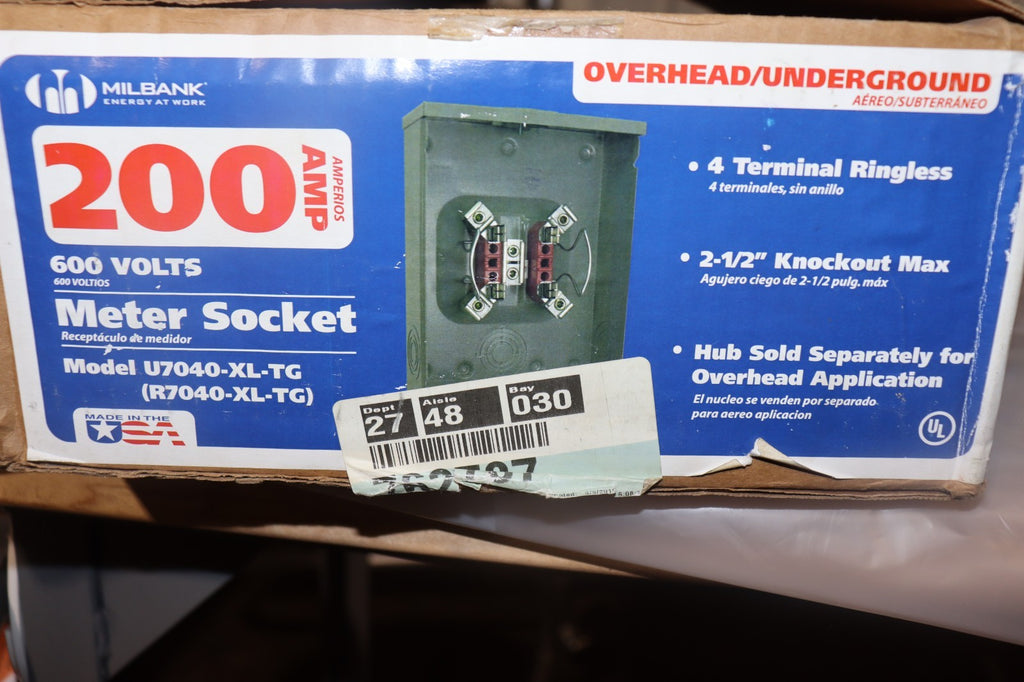 MILBANK
ENERGY AT WORK
OVERHEAD/UNDERGROUND
AÉREO/SUBTERRÁNEO
200 AMP AMPERIOS
600 VOLTS
600 VOLTIOS
Meter Socket
Receptáculo de medidor
Model U7040-XL-TG
(R7040-XL-TG)
MADE IN THE
USA
• 4 Terminal Ringless
4 terminales, sin anillo
• 2-1/2" Knockout Max
Agujero ciego de 2-1/2 pulg. máx
• Hub Sold Separately for
Overhead Application
El nucleo se venden por separado
para aereo aplicacion
UL
Dept Aisle Bay
27 48 030